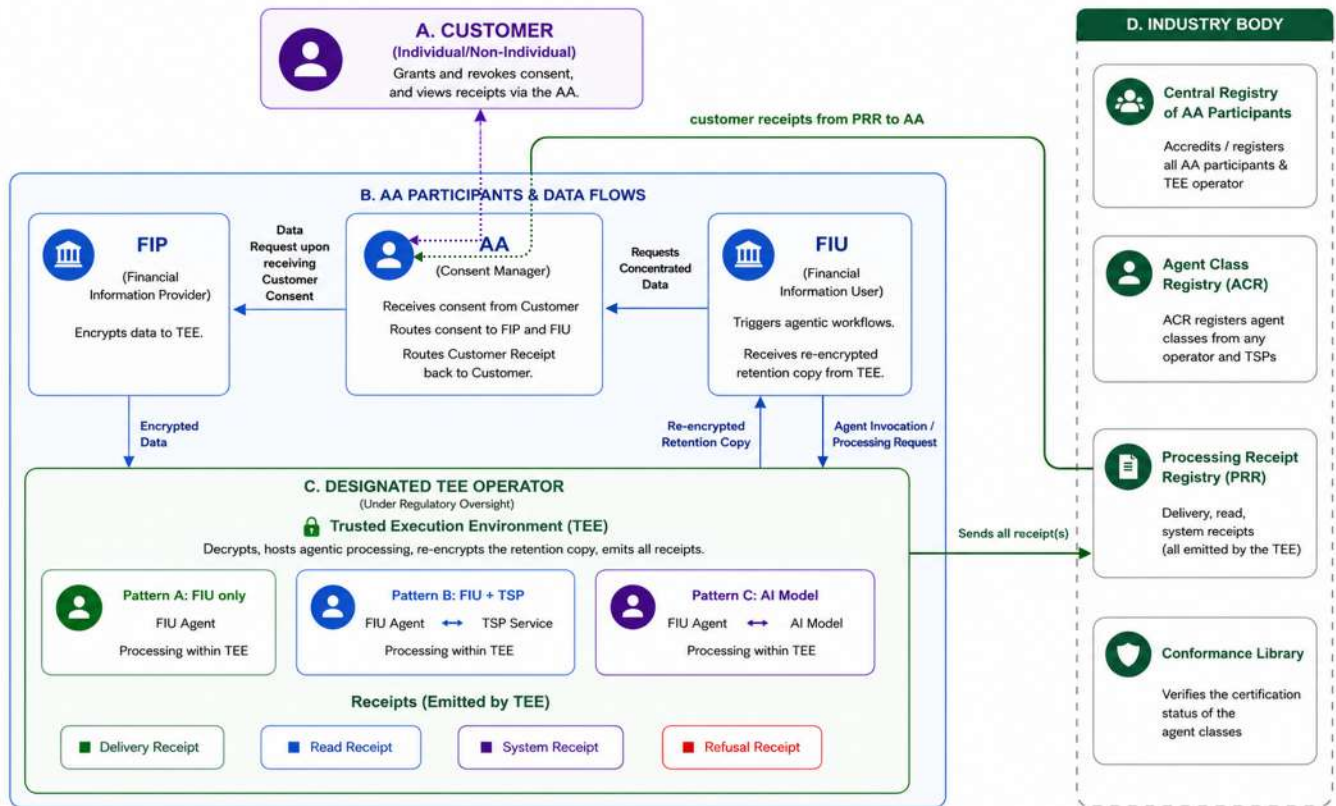 A. CUSTOMER
(Individual/Non-Individual)
Grants and revokes consent,
and views receipts via the AA.
customer receipts from PRR to AA
B. AA PARTICIPANTS & DATA FLOWS
FIP
(Financial
Information Provider)
Encrypts data to TEE.
Data
Request upon
receiving
Customer
Consent
AA
(Consent Manager)
Receives consent from Customer
Routes consent to FIP and FIU
Routes Customer Receipt
back to Customer.
Requests
Concentrated
Data
FIU
(Financial
Information User)
Triggers agentic workflows.
Receives re-encrypted
retention copy from TEE.
Encrypted
Data
Re-encrypted
Retention Copy
Agent Invocation /
Processing Request
C. DESIGNATED TEE OPERATOR
(Under Regulatory Oversight)
Trusted Execution Environment (TEE)
Decrypts, hosts agentic processing, re-encrypts the retention copy, emits all receipts.
Pattern A: FIU only
FIU Agent
Processing within TEE
Pattern B: FIU + TSP
FIU Agent TSP Service
Processing within TEE
Pattern C: AI Model
FIU Agent AI Model
Processing within TEE
Receipts (Emitted by TEE)
Delivery Receipt
Read Receipt
System Receipt
Refusal Receipt
Sends all receipt(s)
D. INDUSTRY BODY
Central Registry
of AA Participants
Accredits / registers
all AA participants &
TEE operator
Agent Class
Registry (ACR)
ACR registers agent
classes from any
operator and TSPs
Processing Receipt
Registry (PRR)
Delivery, read,
system receipts
(all emitted by the TEE)
Conformance Library
Verifies the certification
status of the
agent classes